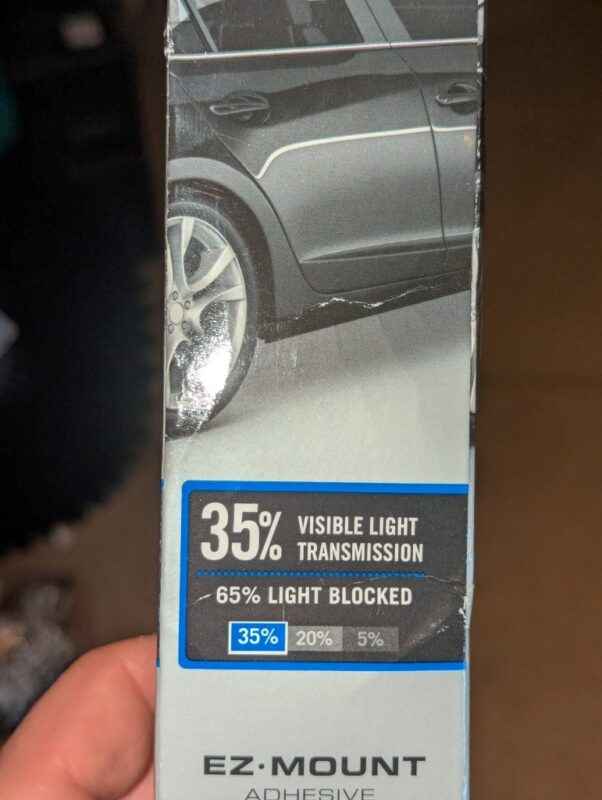 35% VISIBLE LIGHT
TRANSMISSION
65% LIGHT BLOCKED
35% 20% 5%
EZ·MOUNT
ADHESIVE